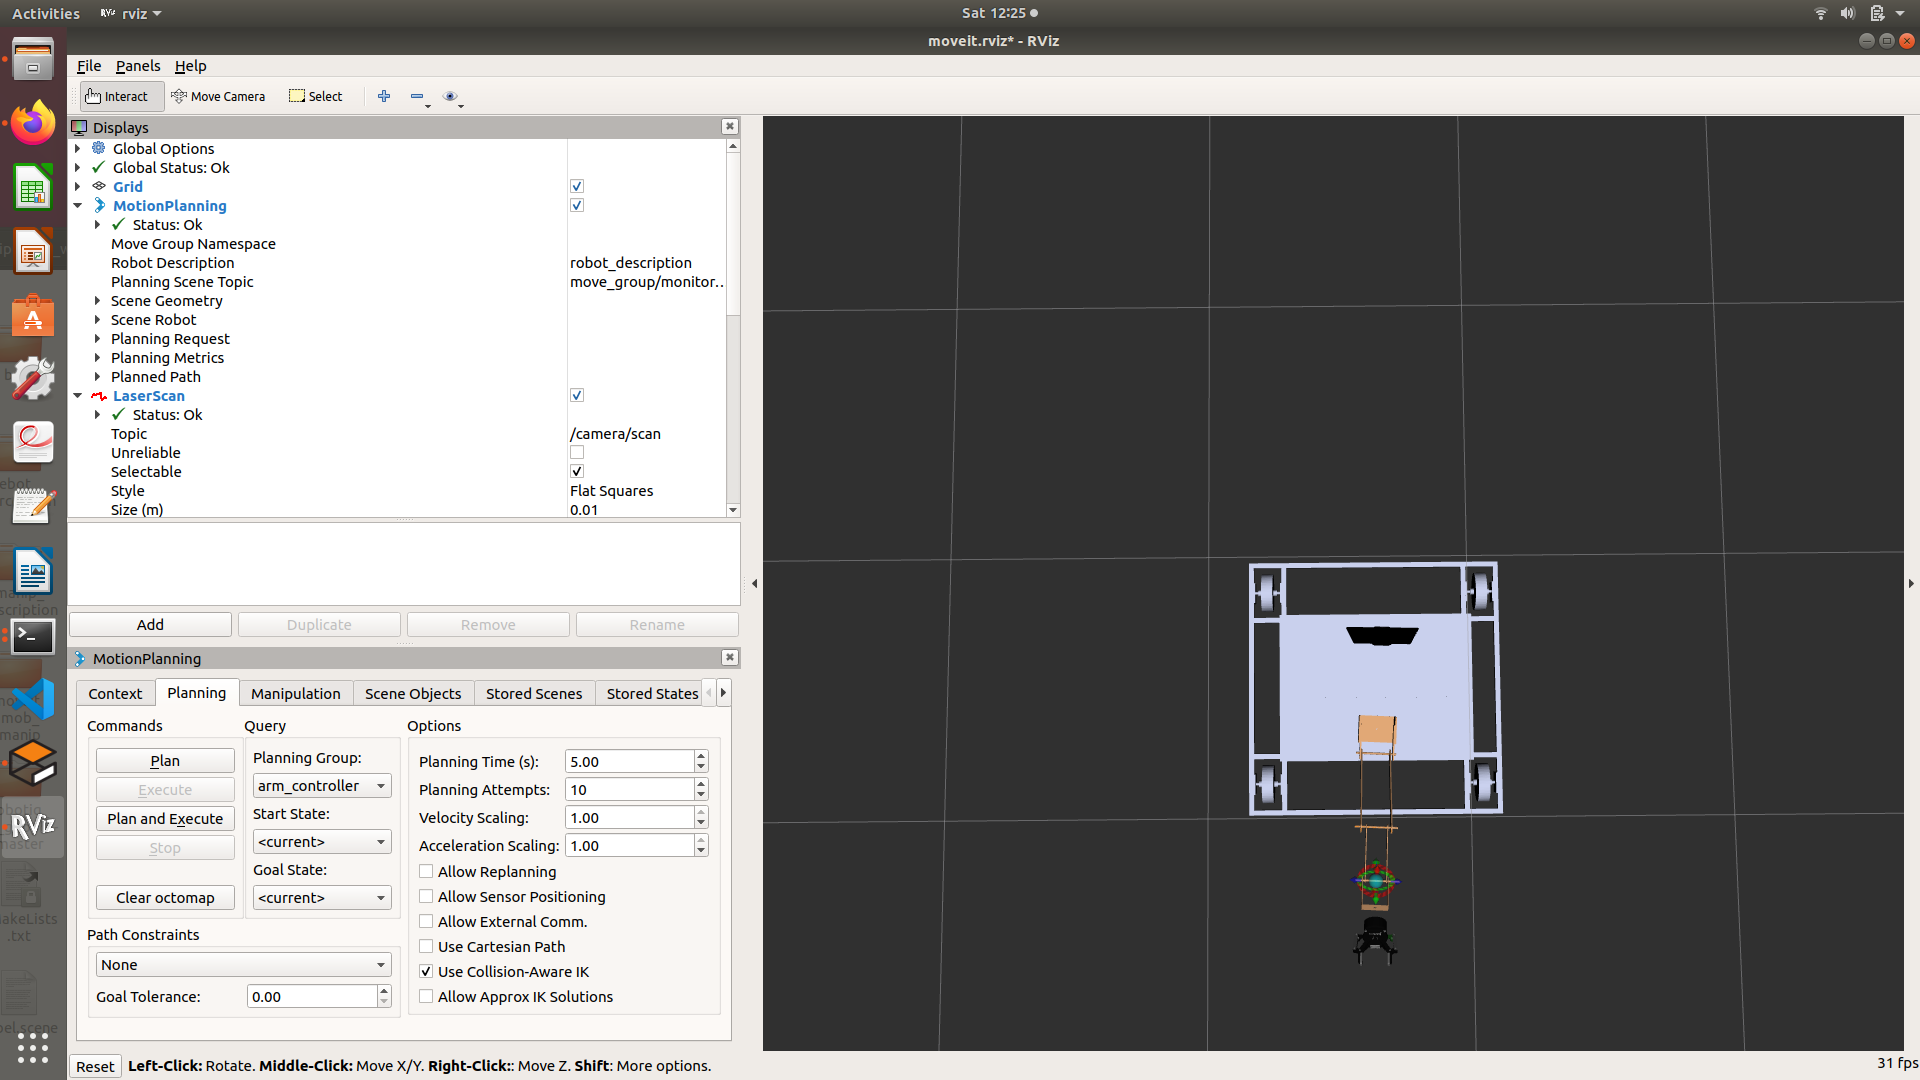 Activities
RViz rviz
Sat 12:25
moveit.rviz* - RViz
File Panels Help
Interact Move Camera Select
Displays
Global Options
Global Status: Ok
Grid
MotionPlanning
Status: Ok
Move Group Namespace
Robot Description robot_description
Planning Scene Topic move_group/monitor..
Scene Geometry
Scene Robot
Planning Request
Planning Metrics
Planned Path
LaserScan
Status: Ok
Topic /camera/scan
Unreliable
Selectable
Style Flat Squares
Size (m) 0.01
Add Duplicate Remove Rename
MotionPlanning
Context Planning Manipulation Scene Objects Stored Scenes Stored States
Commands Query Options
Plan
Execute
Plan and Execute
Stop
Clear octomap
Planning Group:
arm_controller
Start State:
<current>
Goal State:
<current>
Path Constraints
None
Goal Tolerance: 0.00
Planning Time (s): 5.00
Planning Attempts: 10
Velocity Scaling: 1.00
Acceleration Scaling: 1.00
Allow Replanning
Allow Sensor Positioning
Allow External Comm.
Use Cartesian Path
Use Collision-Aware IK
Allow Approx IK Solutions
Reset Left-Click: Rotate. Middle-Click: Move X/Y. Right-Click:: Move Z. Shift: More options.
31 fps
RViz